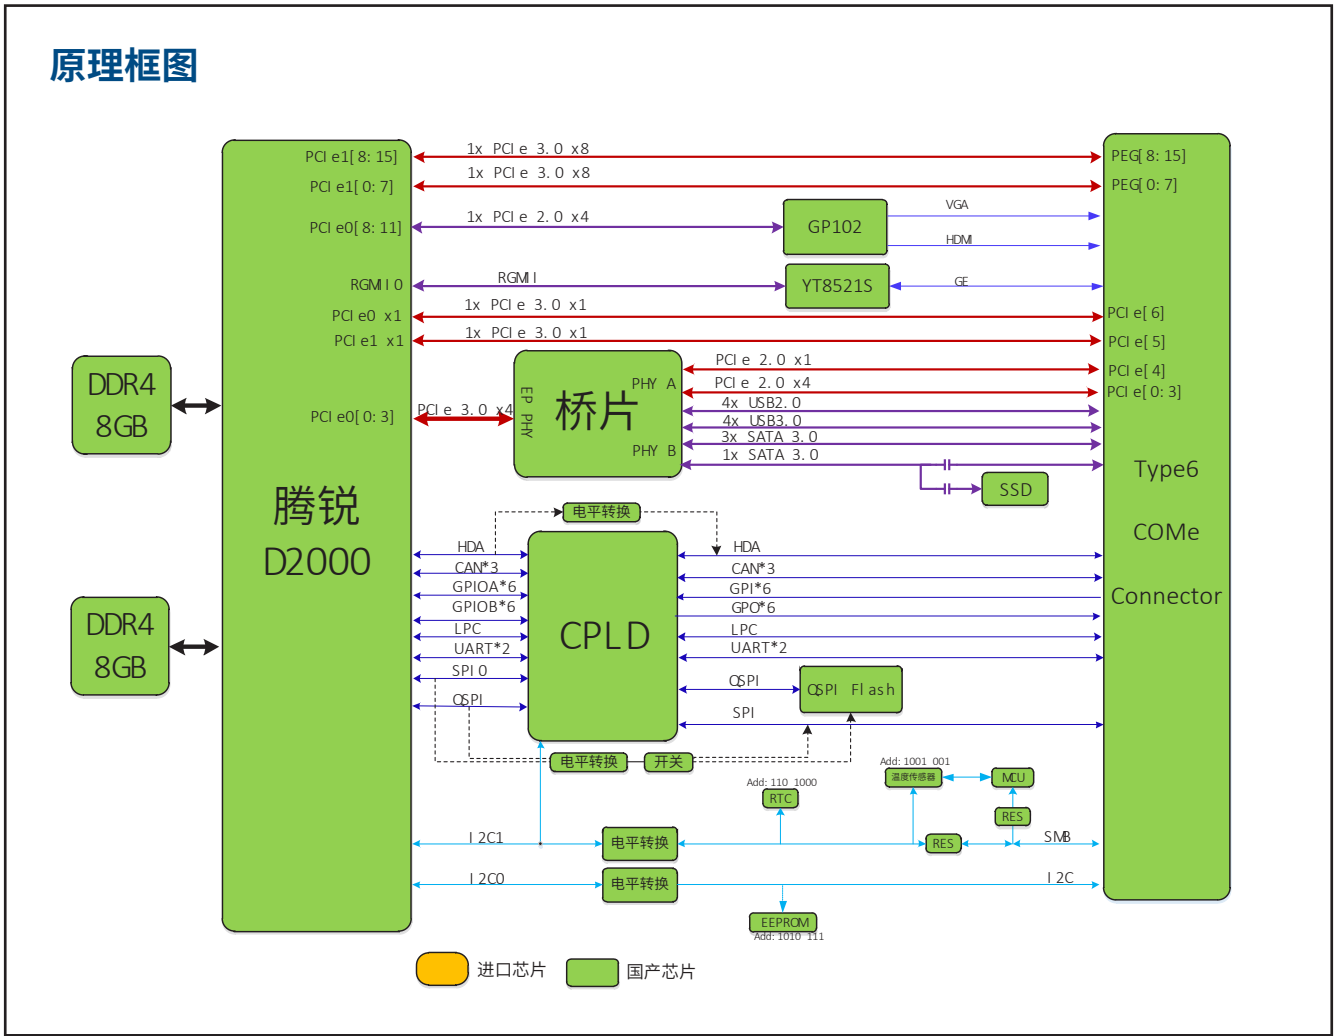 原理框图
PCIe1[8:15]
1x PCIe 3.0 x8
PEG[8:15]
PCIe1[0:7]
1x PCIe 3.0 x8
PEG[0:7]
PCIe0[8:11]
1x PCIe 2.0 x4
GP102
VGA
HDMI
RGMII0
RGMII
YT8521S
GE
PCIe0 x1
1x PCIe 3.0 x1
PCIe[6]
PCIe1 x1
1x PCIe 3.0 x1
PCIe[5]
DDR4
8GB
PCIe0[0:3]
PCIe 3.0 x4
EP PHY
桥片
PHY A
PHY B
PCIe 2.0 x1
PCIe[4]
PCIe 2.0 x4
PCIe[0:3]
4x USB2.0
4x USB3.0
3x SATA 3.0
1x SATA 3.0
SSD
腾锐
D2000
Type6
COMe
Connector
电平转换
DDR4
8GB
HDA
CAN*3
GPIOA*6
GPIOB*6
LPC
UART*2
SPI0
QSPI
CPLD
HDA
CAN*3
GPI*6
GPO*6
LPC
UART*2
QSPI
QSPI Flash
SPI
电平转换
开关
Add:1001 001
温度传感器
MCU
Add:110 1000
RTC
RES
I2C1
电平转换
RES
SMB
I2C0
电平转换
I2C
EEPROM
Add:1010 111
进口芯片
国产芯片